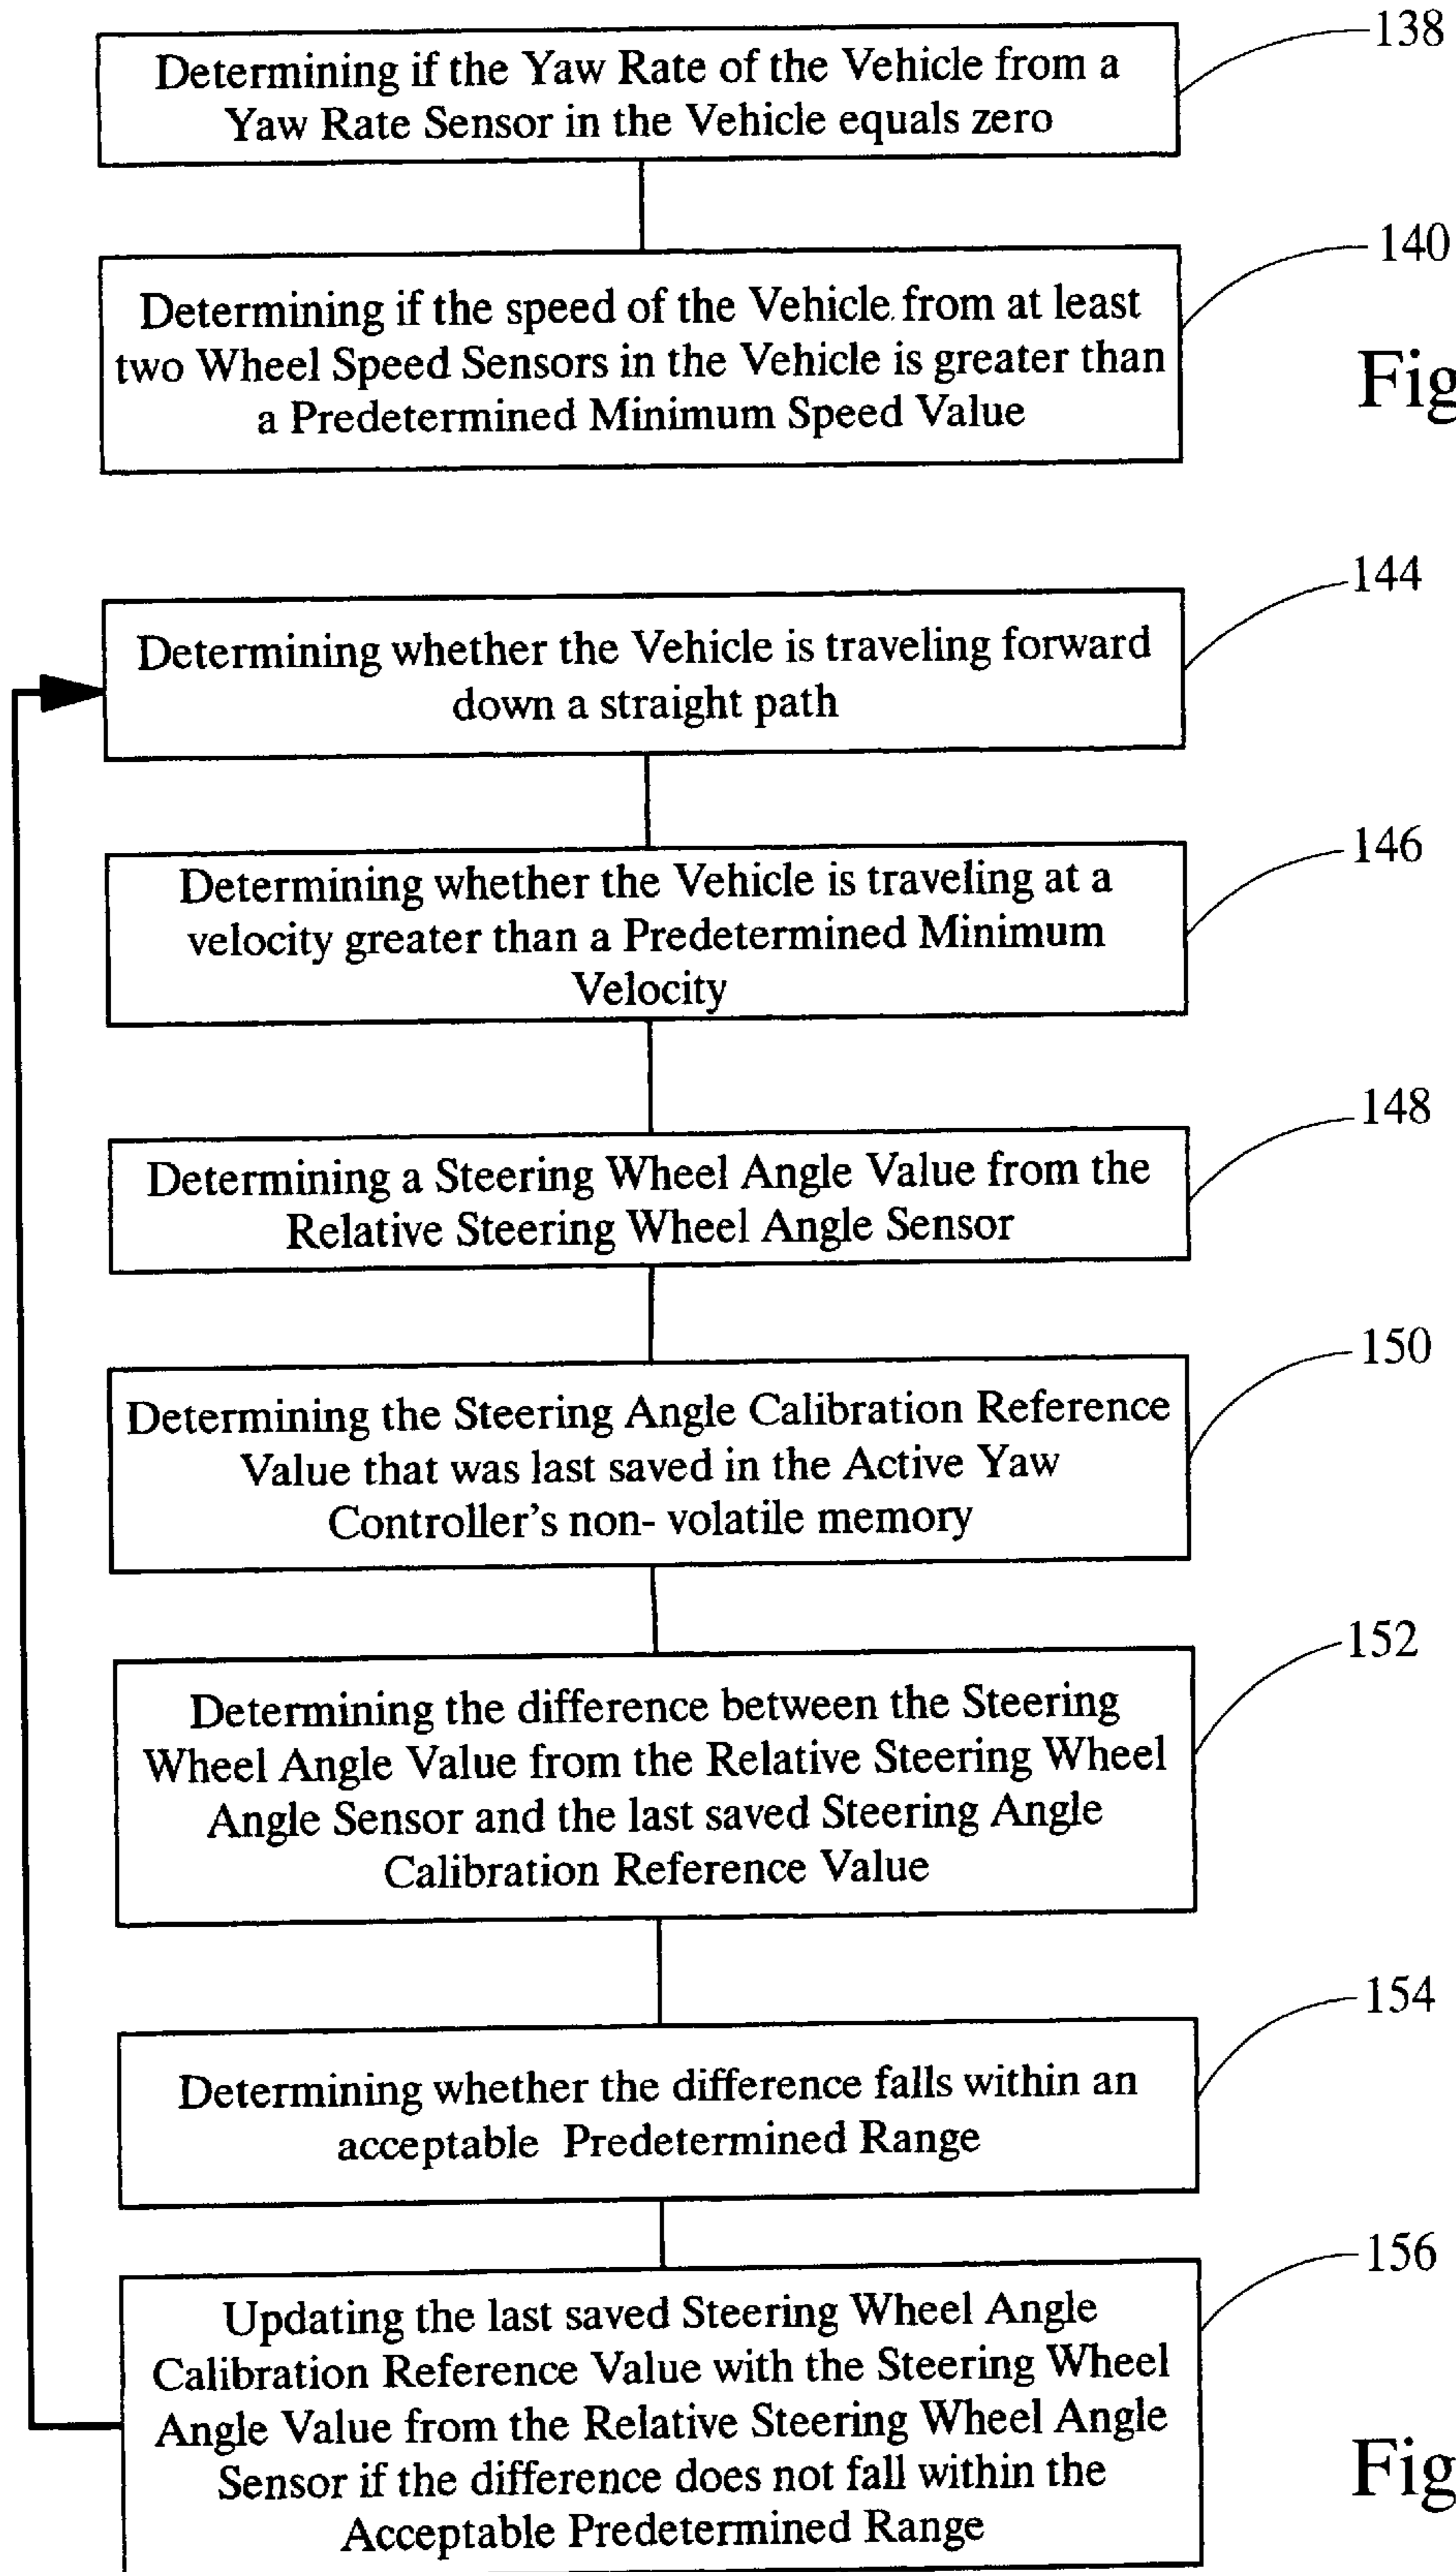 138
Determining if the Yaw Rate of the Vehicle from a
Yaw Rate Sensor in the Vehicle equals zero
140
Determining if the speed of the Vehicle from at least
two Wheel Speed Sensors in the Vehicle is greater than
a Predetermined Minimum Speed Value
Fig
144
Determining whether the Vehicle is traveling forward
down a straight path
146
Determining whether the Vehicle is traveling at a
velocity greater than a Predetermined Minimum
Velocity
148
Determining a Steering Wheel Angle Value from the
Relative Steering Wheel Angle Sensor
150
Determining the Steering Angle Calibration Reference
Value that was last saved in the Active Yaw
Controller's non- volatile memory
152
Determining the difference between the Steering
Wheel Angle Value from the Relative Steering Wheel
Angle Sensor and the last saved Steering Angle
Calibration Reference Value
154
Determining whether the difference falls within an
acceptable Predetermined Range
156
Updating the last saved Steering Wheel Angle
Calibration Reference Value with the Steering Wheel
Angle Value from the Relative Steering Wheel Angle
Sensor if the difference does not fall within the
Acceptable Predetermined Range
Fig